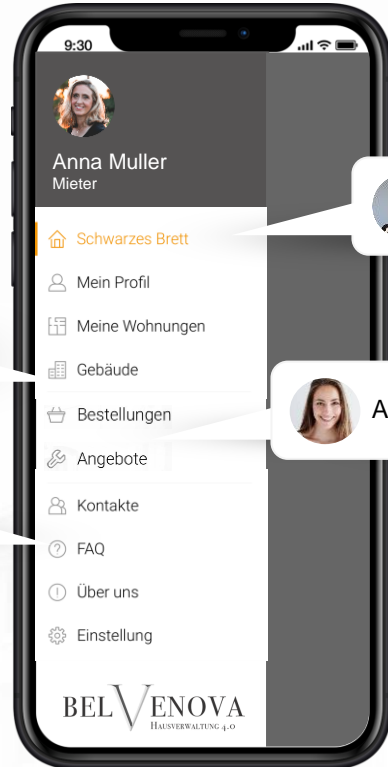 9:30
Anna Muller
Mieter
Schwarzes Brett
Mein Profil
Meine Wohnungen
Gebäude
A
Bestellungen
Angebote
Kontakte
FAQ
Über uns
Einstellung
BELVENOVA
HAUSVERWALTUNG 4.0